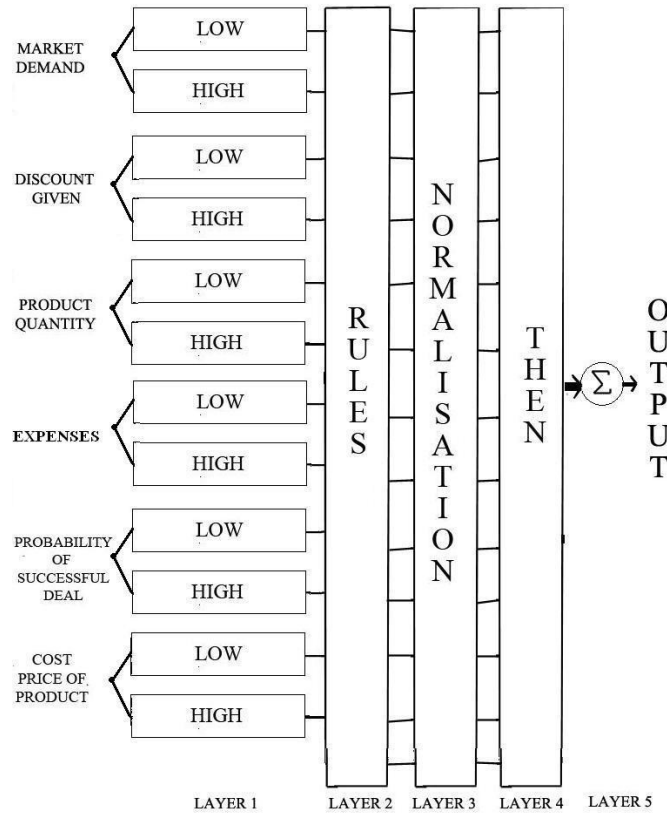 MARKET
DEMAND
LOW
HIGH
DISCOUNT
GIVEN
LOW
HIGH
PRODUCT
QUANTITY
LOW
HIGH
EXPENSES
LOW
HIGH
PROBABILITY
OF
SUCCESSFUL
DEAL
LOW
HIGH
COST
PRICE OF
PRODUCT
LOW
HIGH
RULES
NORMALISATION
THEN
Σ
OUTPUT
LAYER 1
LAYER 2
LAYER 3
LAYER 4
LAYER 5